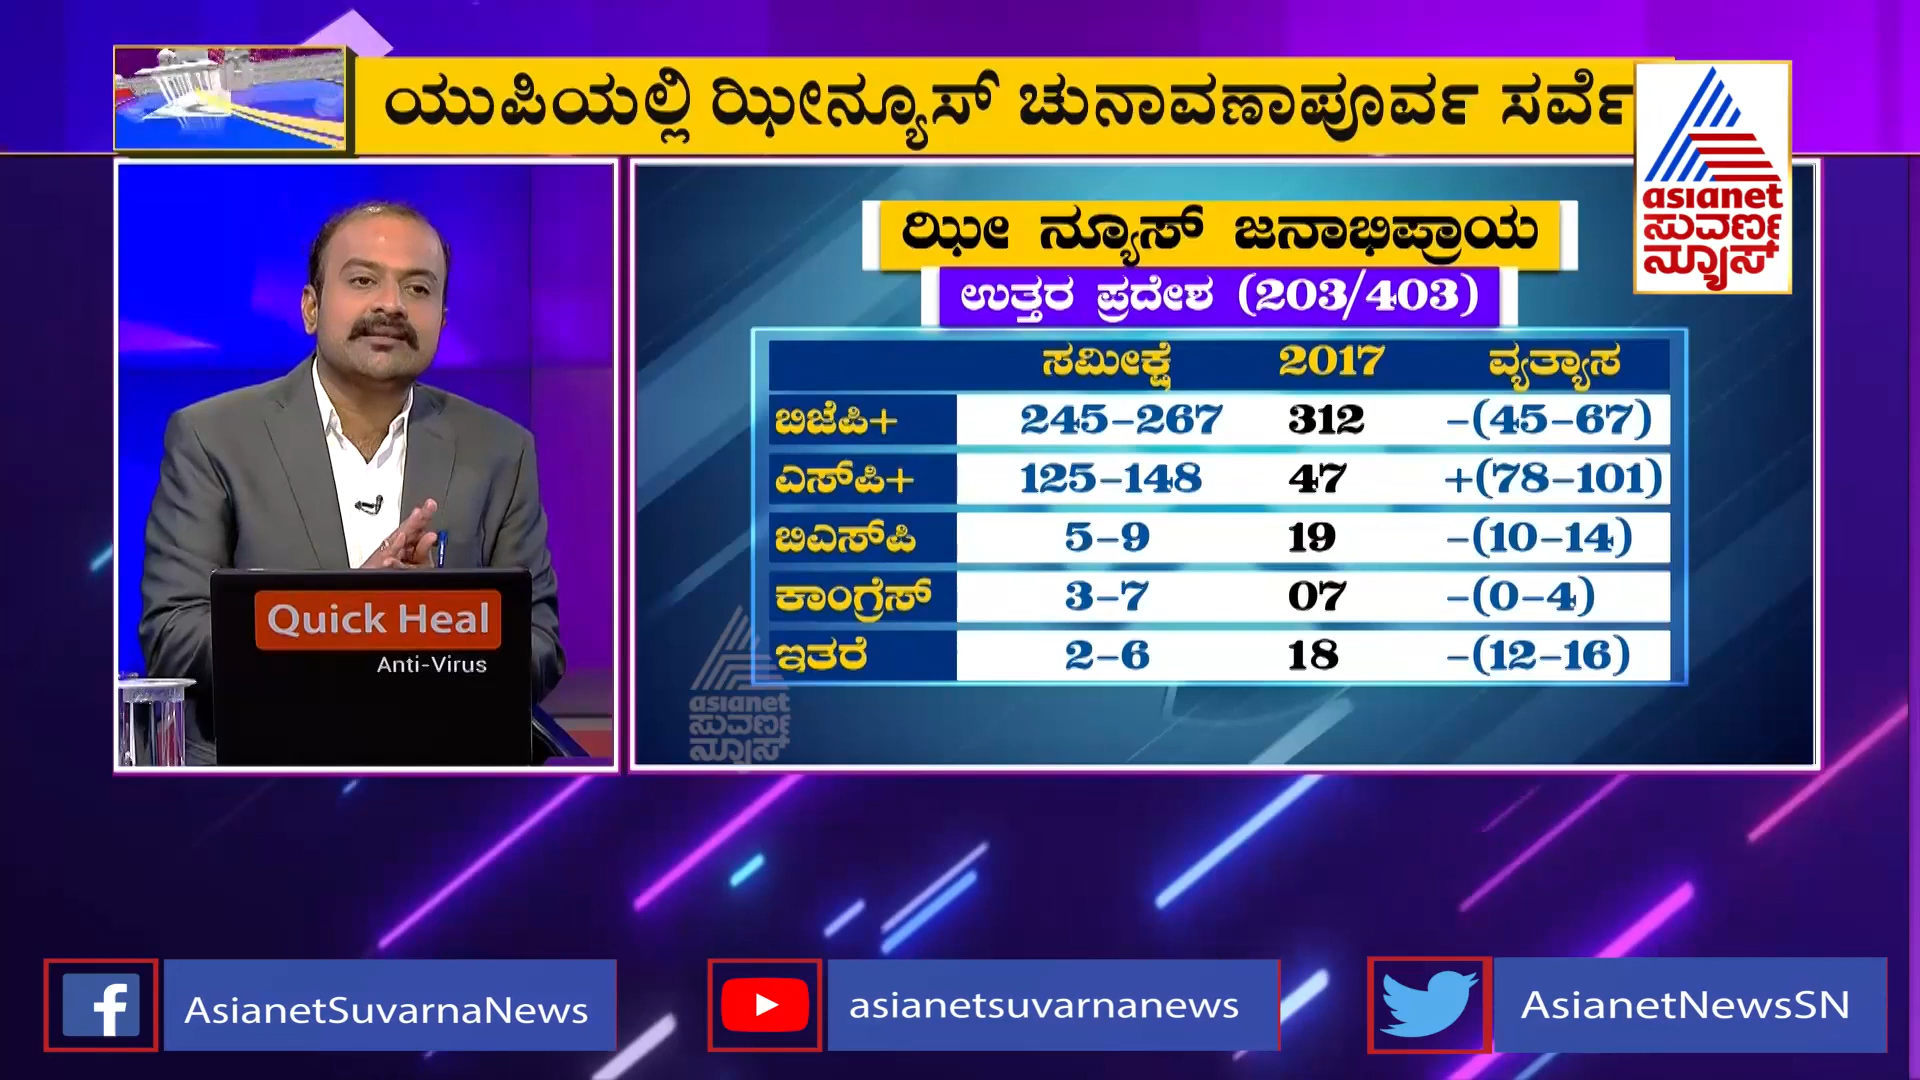 ಯುಪಿಯಲ್ಲಿ ಝೀನ್ಯೂಸ್ ಚುನಾವಣಾಪೂರ್ವ ಸರ್ವೆ
asianet
ಸುವರ್ಣ
ನ್ಯೂಸ್
ಝೀ ನ್ಯೂಸ್ ಜನಾಭಿಪ್ರಾಯ
ಉತ್ತರ ಪ್ರದೇಶ (203/403)
ಸಮೀಕ್ಷೆ 2017 ವ್ಯತ್ಯಾಸ
ಬಿಜೆಪಿ+ 245-267 312 -(45-67)
ಎಸ್‌ಪಿ+ 125-148 47 +(78-101)
ಬಿಎಸ್‌ಪಿ 5-9 19 -(10-14)
ಕಾಂಗ್ರೆಸ್ 3-7 07 -(0-4)
ಇತರೆ 2-6 18 -(12-16)
asianet
ಸುವರ್ಣ
ನ್ಯೂಸ್
Quick Heal
Anti-Virus
AsianetSuvarnaNews
asianetsuvarnanews
AsianetNewsSN